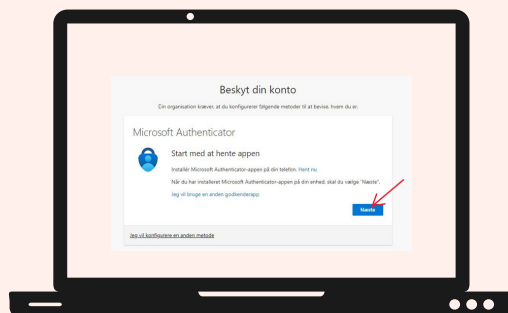 Beskyt din konto
Din organisation kræver, at du konfigurerer følgende metoder til at bevise, hvem du er.
Microsoft Authenticator
Start med at hente appen
Installér Microsoft Authenticator-appen på din telefon. Hent nu
Når du har installeret Microsoft Authenticator-appen på din enhed, skal du vælge "Næste".
Jeg vil bruge en anden godkenderapp
Næste
Jeg vil konfigurere en anden metode